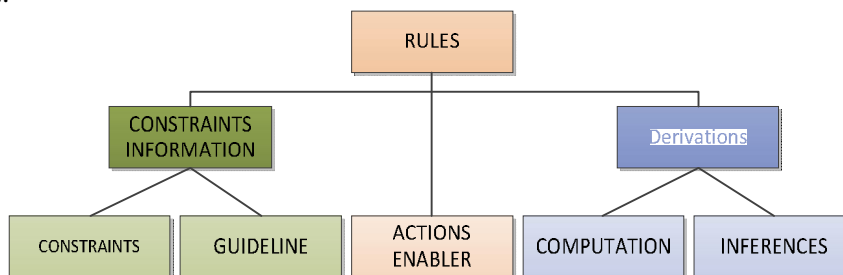 RULES
CONSTRAINTS
INFORMATION
Derivations
CONSTRAINTS
GUIDELINE
ACTIONS
ENABLER
COMPUTATION
INFERENCES